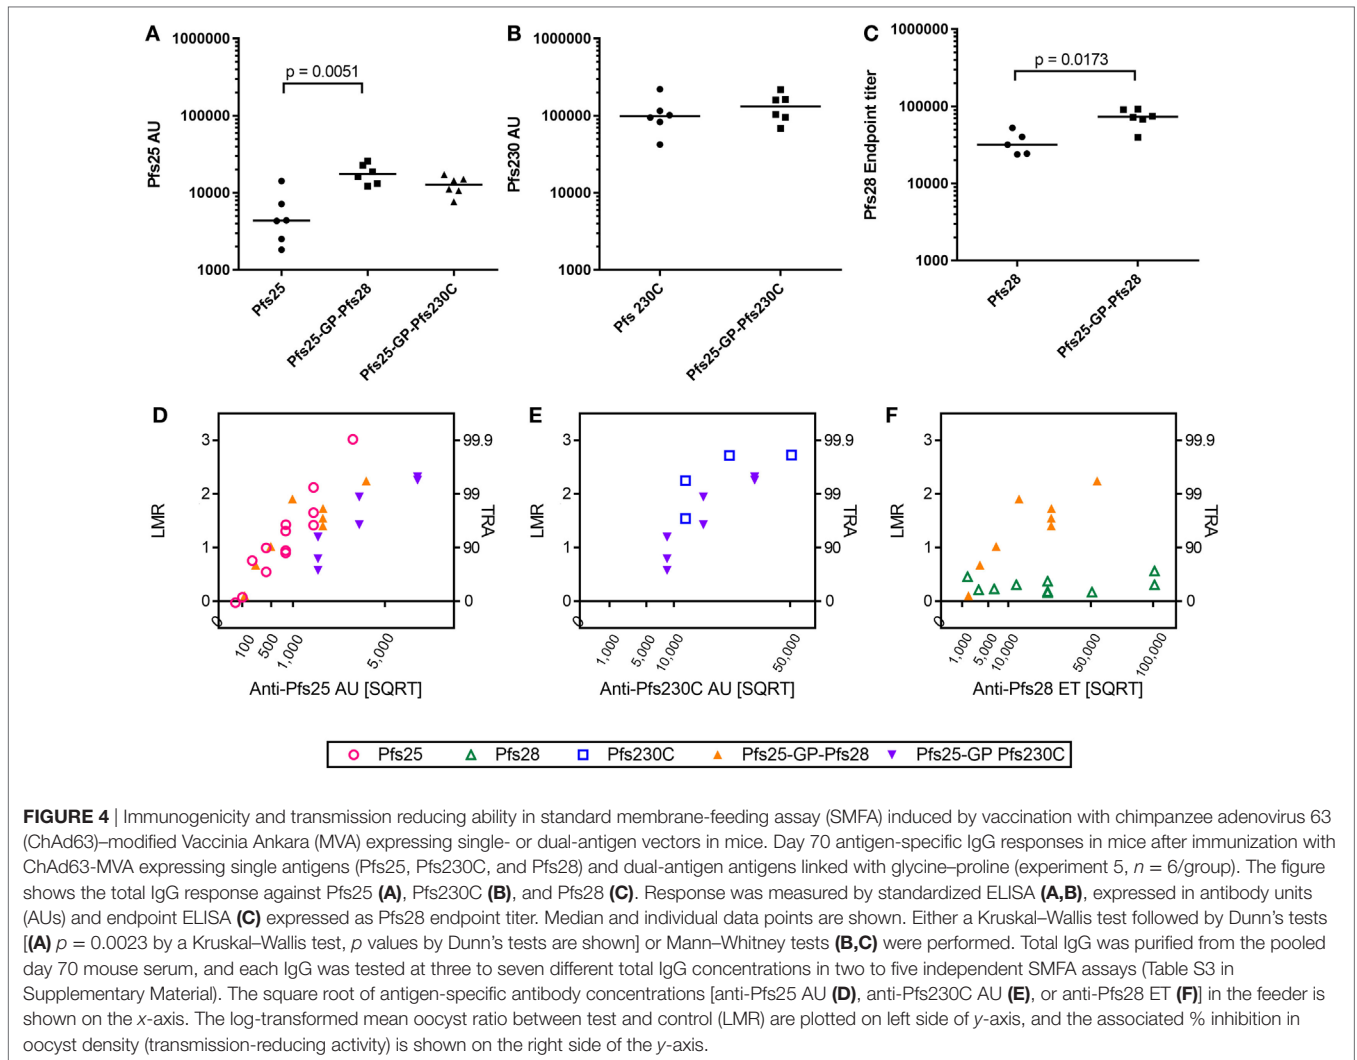 A
1000000
100000
10000
1000
Pfs25 AU
p = 0.0051
Pfs25
Pfs25-GP-Pfs28
Pfs25-GP-Pfs230C
B
1000000
100000
10000
1000
Pfs230 AU
Pfs 230C
Pfs25-GP-Pfs230C
C
1000000
100000
10000
1000
Pfs28 Endpoint titer
p = 0.0173
Pfs28
Pfs25-GP-Pfs28
D
LMR
3
2
1
0
99.9
99
90
0
TRA
0
100
500
1,000
5,000
Anti-Pfs25 AU [SQRT]
E
LMR
3
2
1
0
99.9
99
90
0
TRA
0
1,000
5,000
10,000
50,000
Anti-Pfs230C AU [SQRT]
F
LMR
3
2
1
0
99.9
99
90
0
TRA
0
1,000
5,000
10,000
50,000
100,000
Anti-Pfs28 ET [SQRT]
Pfs25 Pfs28 Pfs230C Pfs25-GP-Pfs28 Pfs25-GP Pfs230C
FIGURE 4 | Immunogenicity and transmission reducing ability in standard membrane-feeding assay (SMFA) induced by vaccination with chimpanzee adenovirus 63
(ChAd63)–modified Vaccinia Ankara (MVA) expressing single- or dual-antigen vectors in mice. Day 70 antigen-specific IgG responses in mice after immunization with
ChAd63-MVA expressing single antigens (Pfs25, Pfs230C, and Pfs28) and dual-antigen antigens linked with glycine–proline (experiment 5, n = 6/group). The figure
shows the total IgG response against Pfs25 (A), Pfs230C (B), and Pfs28 (C). Response was measured by standardized ELISA (A,B), expressed in antibody units
(AUs) and endpoint ELISA (C) expressed as Pfs28 endpoint titer. Median and individual data points are shown. Either a Kruskal–Wallis test followed by Dunn's tests
[(A) p = 0.0023 by a Kruskal–Wallis test, p values by Dunn's tests are shown] or Mann–Whitney tests (B,C) were performed. Total IgG was purified from the pooled
day 70 mouse serum, and each IgG was tested at three to seven different total IgG concentrations in two to five independent SMFA assays (Table S3 in
Supplementary Material). The square root of antigen-specific antibody concentrations [anti-Pfs25 AU (D), anti-Pfs230C AU (E), or anti-Pfs28 ET (F)] in the feeder is
shown on the x-axis. The log-transformed mean oocyst ratio between test and control (LMR) are plotted on left side of y-axis, and the associated % inhibition in
oocyst density (transmission-reducing activity) is shown on the right side of the y-axis.